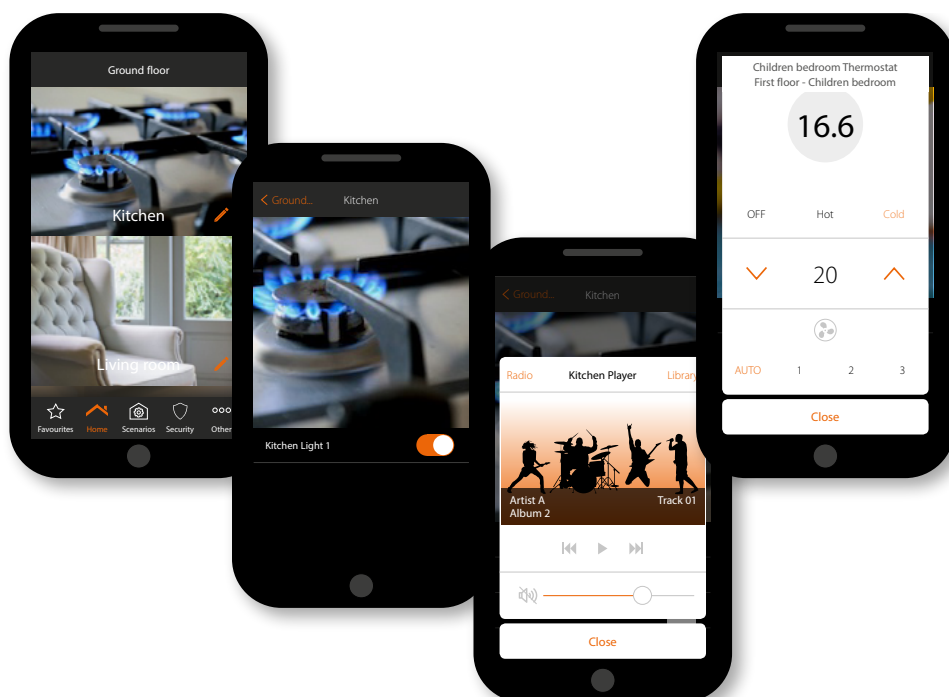 Ground floor
Kitchen
Living room
Favourites
Home
Scenarios
Security
Other
Ground...
Kitchen
Kitchen Light 1
Ground...
Kitchen
Radio
Kitchen Player
Library
Artist A
Track 01
Album 2
Close
Children bedroom Thermostat
First floor - Children bedroom
16.6
OFF
Hot
Cold
20
AUTO
1
2
3
Close